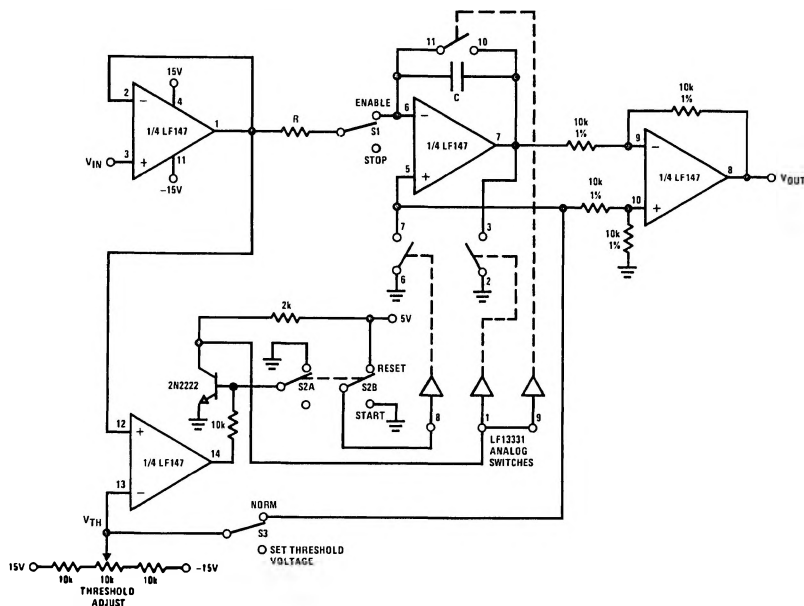 15V
2
4
1
1/4 LF147
3
11
VIN
-15V
R
ENABLE
S1
STOP
11
10
C
6
7
1/4 LF147
5
10k
1%
10k
1%
9
8
1/4 LF147
VOUT
10k
1%
10
10k
1%
7
6
3
2
2k
5V
2N2222
S2A
S2B
RESET
START
10k
8
1
9
LF13331
ANALOG
SWITCHES
12
14
1/4 LF147
13
VTH
NORM
S3
SET THRESHOLD
VOLTAGE
15V
10k
10k
10k
-15V
THRESHOLD
ADJUST